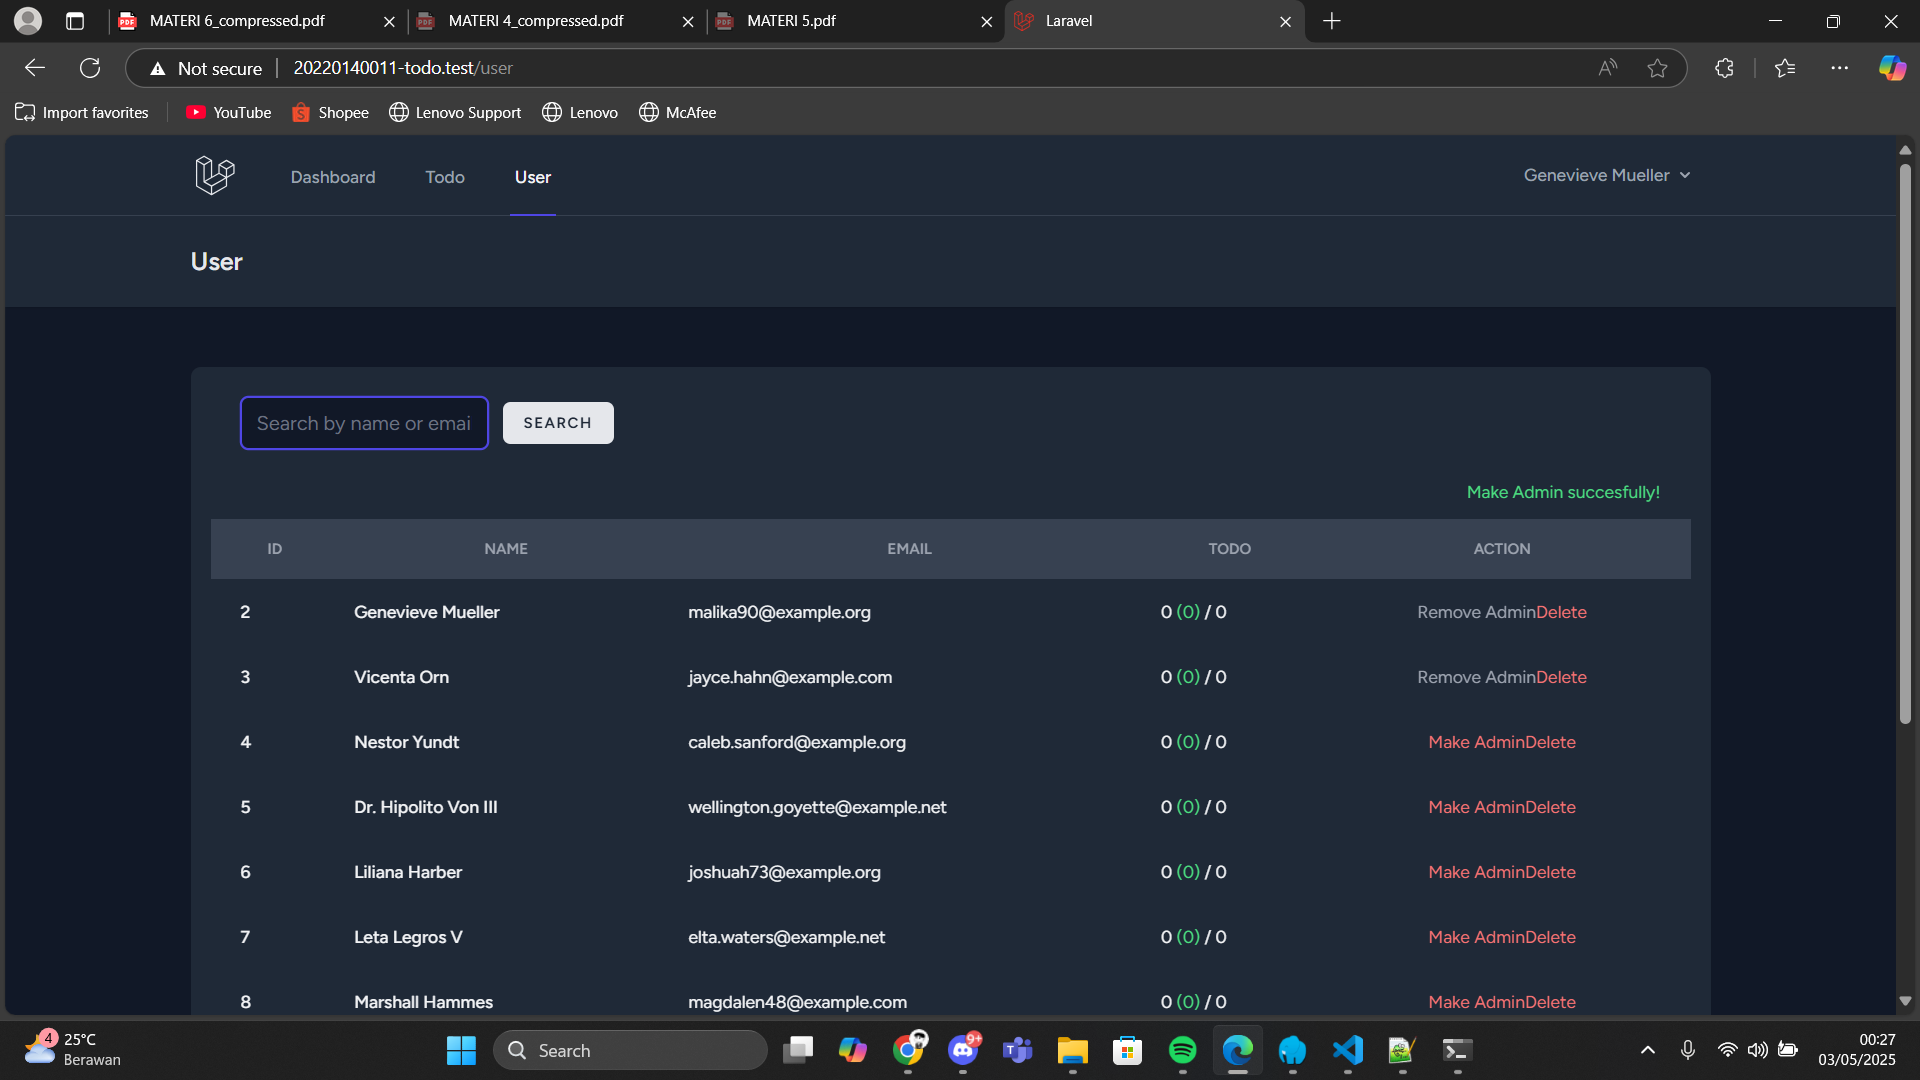 MATERI 6_compressed.pdf
MATERI 4_compressed.pdf
MATERI 5.pdf
Laravel
Not secure
20220140011-todo.test/user
Import favorites
YouTube
Shopee
Lenovo Support
Lenovo
McAfee
Dashboard
Todo
User
Genevieve Mueller
User
Search by name or emai
SEARCH
Make Admin succesfully!
ID NAME EMAIL TODO ACTION
2 Genevieve Mueller malika90@example.org 0 (0) / 0 Remove AdminDelete
3 Vicenta Orn jayce.hahn@example.com 0 (0) / 0 Remove AdminDelete
4 Nestor Yundt caleb.sanford@example.org 0 (0) / 0 Make AdminDelete
5 Dr. Hipolito Von III wellington.goyette@example.net 0 (0) / 0 Make AdminDelete
6 Liliana Harber joshuah73@example.org 0 (0) / 0 Make AdminDelete
7 Leta Legros V elta.waters@example.net 0 (0) / 0 Make AdminDelete
8 Marshall Hammes magdalen48@example.com 0 (0) / 0 Make AdminDelete
4
25°C
Berawan
Search
9+
00:27
03/05/2025